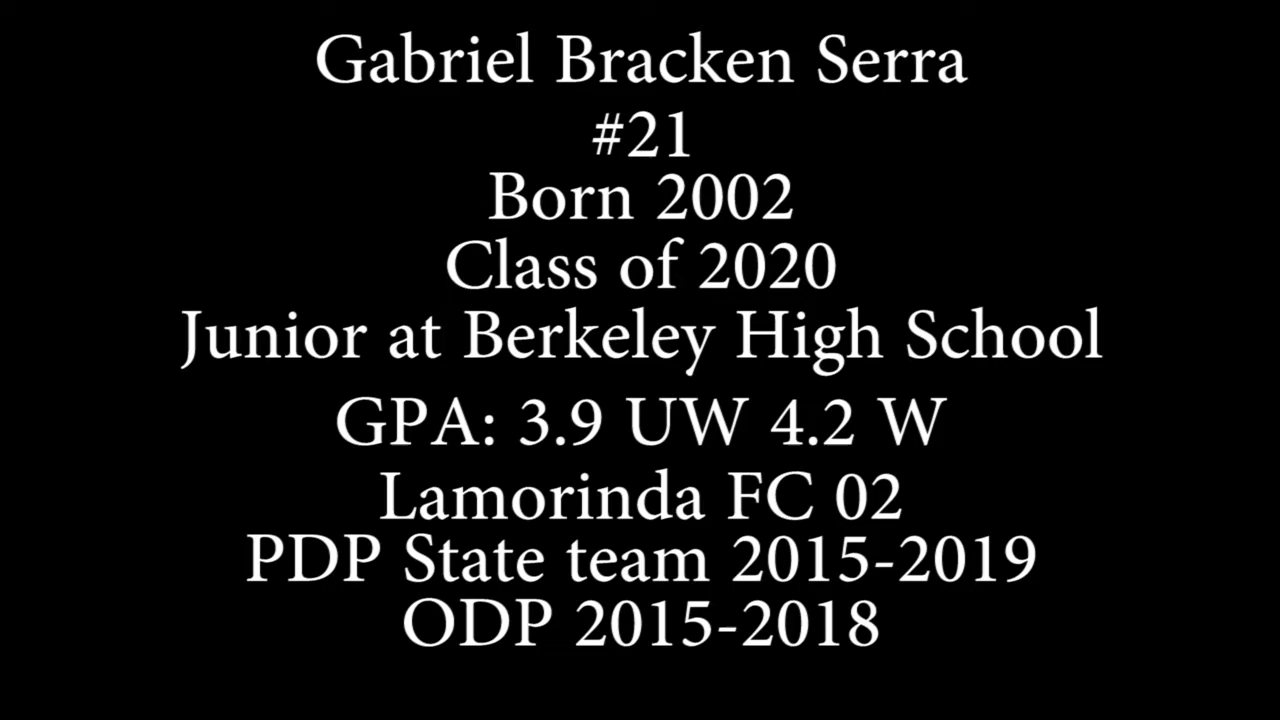 Gabriel Bracken Serra
#21
Born 2002
Class of 2020
Junior at Berkeley High School
GPA: 3.9 UW 4.2 W
Lamorinda FC 02
PDP State team 2015-2019
ODP 2015-2018